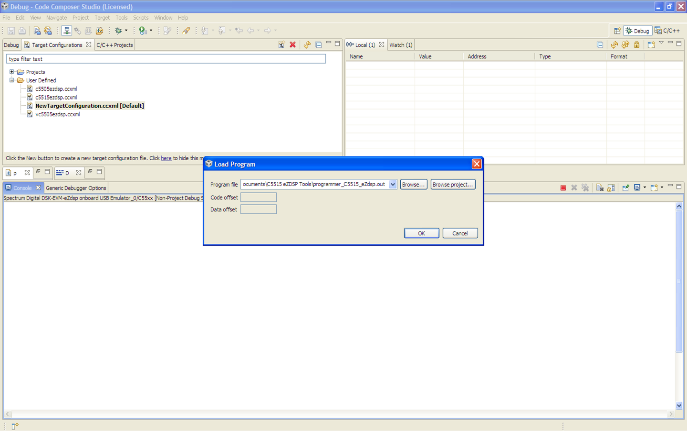 Debug - Code Composer Studio (Licensed)
File Edit View Navigate Project Target Tools Scripts Window Help
Debug C/C++
Debug Target Configurations C/C++ Projects
type filter text
Projects
User Defined
c5505ezdsp.ccxml
c5515ezdsp.ccxml
NewTargetConfiguration.ccxml [Default]
vc5505ezdsp.ccxml
Click the New button to create a new target configuration file. Click here to hide this m
Local (1) Watch (1)
Name Value Address Type Format
Load Program
Program file ocuments\C5515 eZDSP Tools\programmer_C5515_eZdsp.out Browse... Browse project...
Code offset
Data offset
OK Cancel
Console Generic Debugger Options
Spectrum Digital DSK-EVM-eZdsp onboard USB Emulator_0/C55xx [Non-Project Debug S